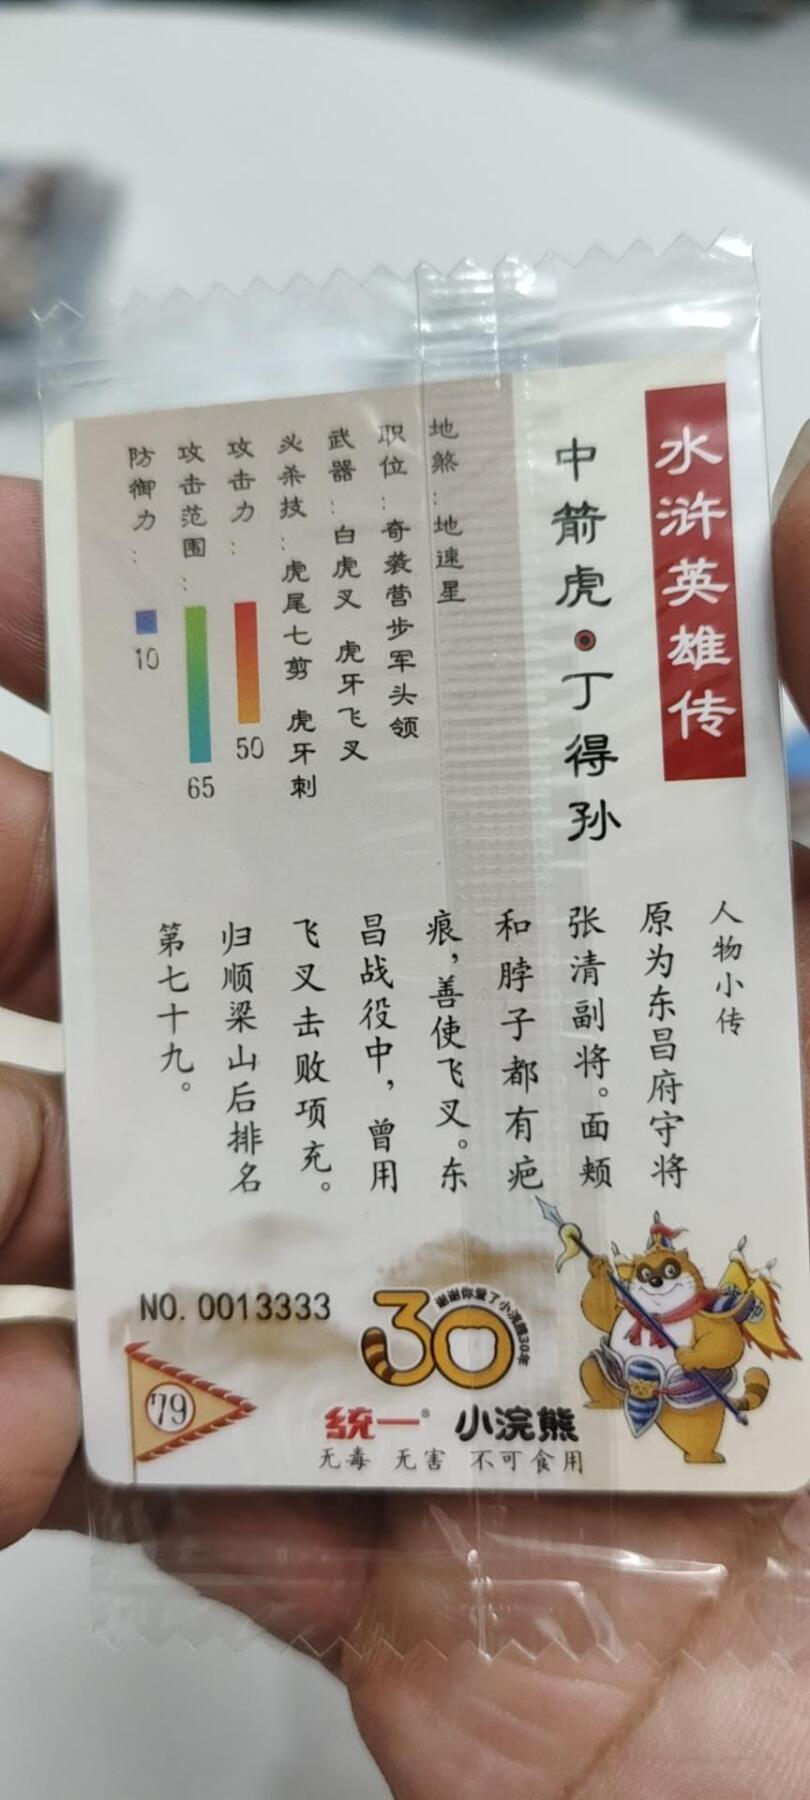 水浒英雄传
中箭虎·丁得孙
地煞：地速星
职位：奇袭营步军头领
武器：白虎叉 虎牙飞叉
必杀技：虎尾七剪 虎牙刺
攻击力：
50
攻击范围：
65
防御力：
10
人物小传
原为东昌府守将
张清副将。面颊
和脖子都有疤
痕，善使飞叉。东
昌战役中，曾用
飞叉击败项充。
归顺梁山后排名
第七十九。
NO.0013333
30
谢谢你爱了小浣熊30年
79
统一® 小浣熊
无毒 无害 不可食用